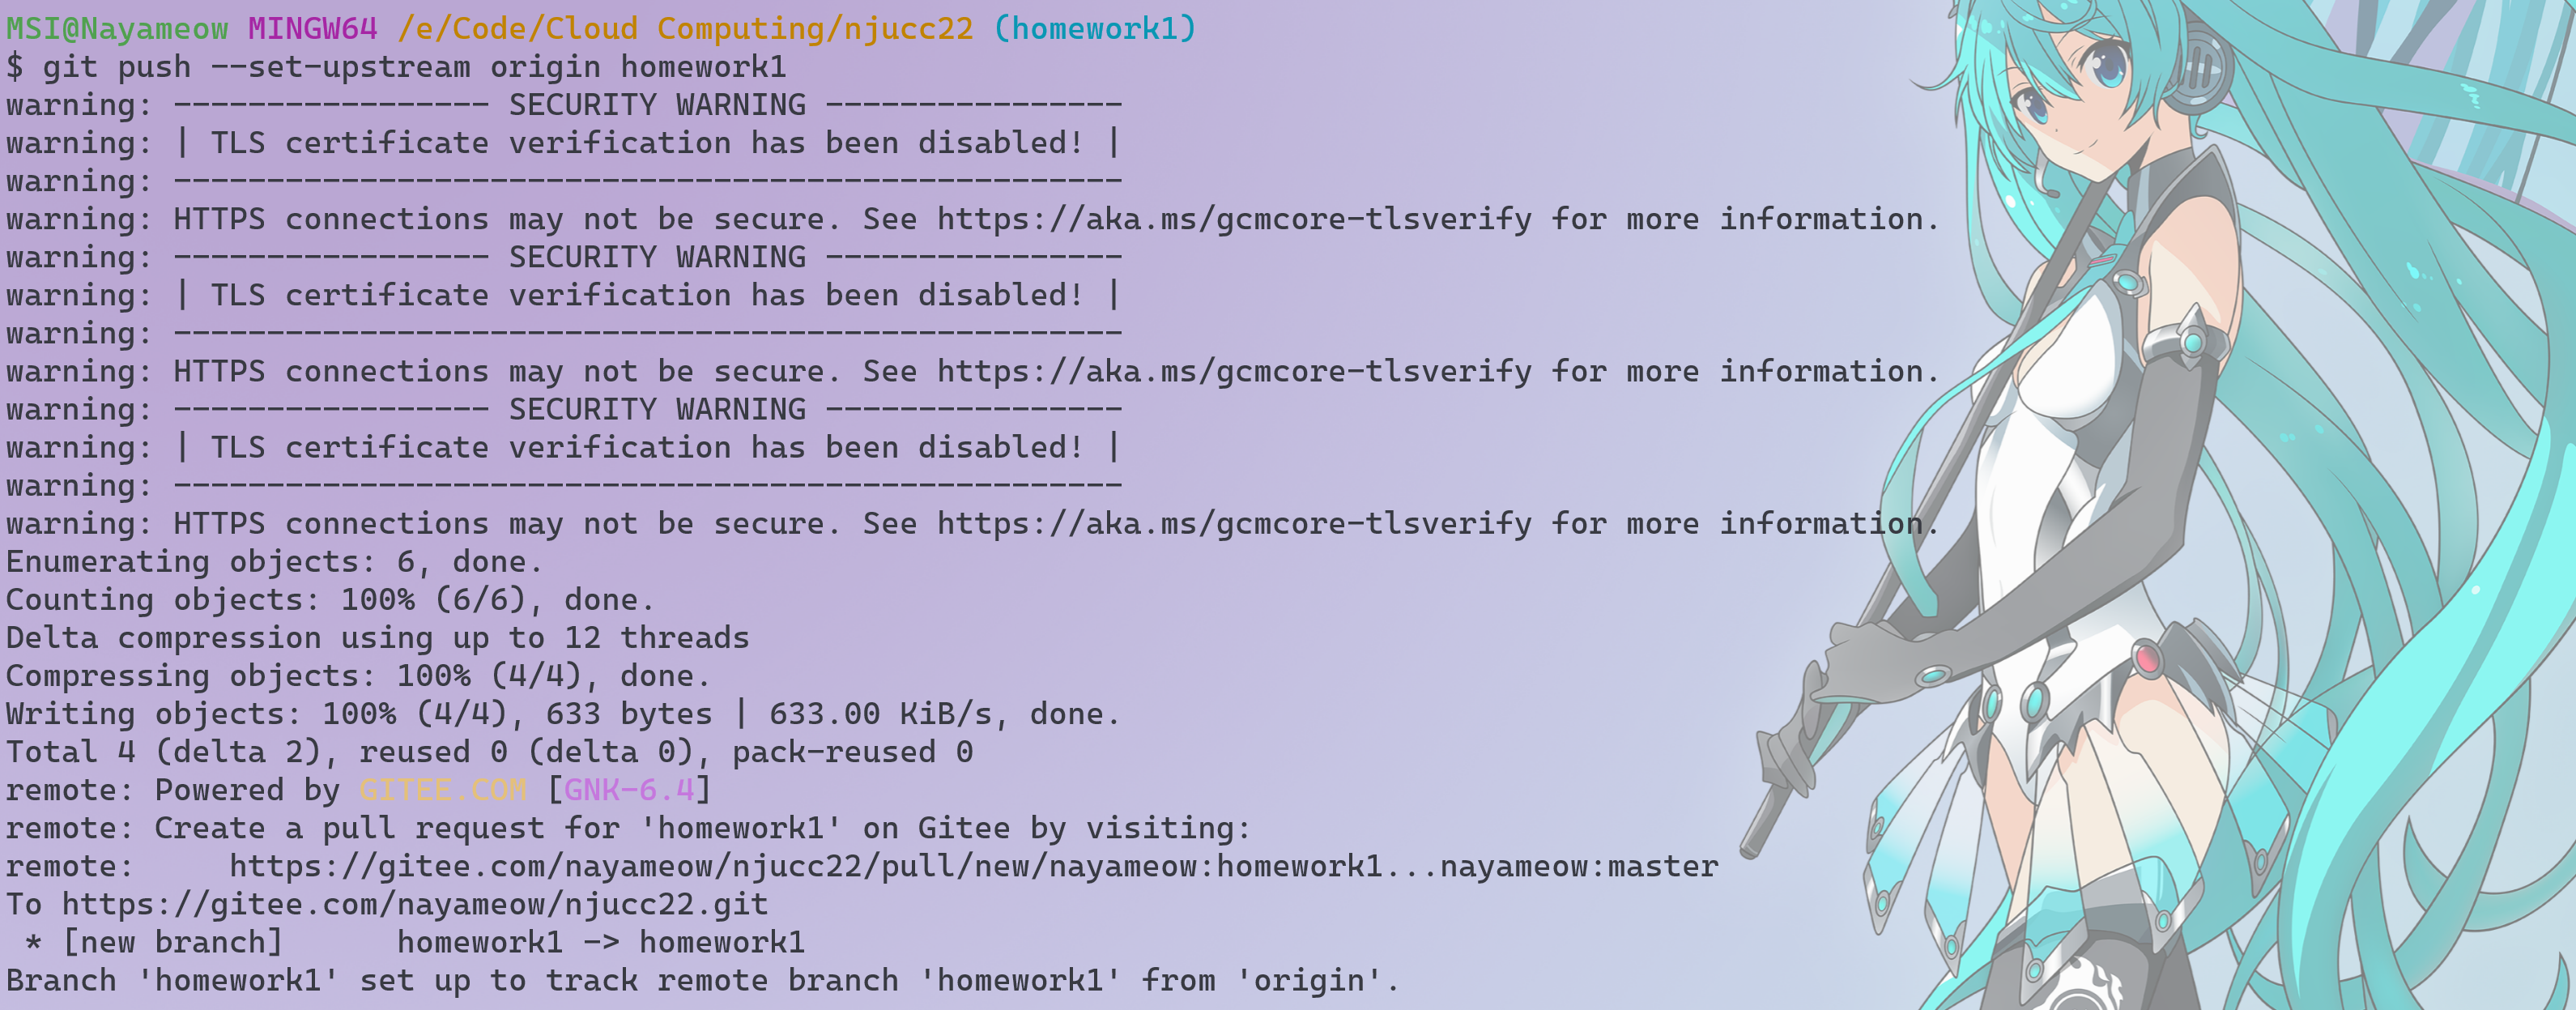 MSI@Nayameow MINGW64 /e/Code/Cloud Computing/njucc22 (homework1)
$ git push --set-upstream origin homework1
warning: ----------------- SECURITY WARNING ----------------
warning: | TLS certificate verification has been disabled! |
warning: ---------------------------------------------------
warning: HTTPS connections may not be secure. See https://aka.ms/gcmcore-tlsverify for more information.
warning: ----------------- SECURITY WARNING ----------------
warning: | TLS certificate verification has been disabled! |
warning: ---------------------------------------------------
warning: HTTPS connections may not be secure. See https://aka.ms/gcmcore-tlsverify for more information.
warning: ----------------- SECURITY WARNING ----------------
warning: | TLS certificate verification has been disabled! |
warning: ---------------------------------------------------
warning: HTTPS connections may not be secure. See https://aka.ms/gcmcore-tlsverify for more information.
Enumerating objects: 6, done.
Counting objects: 100% (6/6), done.
Delta compression using up to 12 threads
Compressing objects: 100% (4/4), done.
Writing objects: 100% (4/4), 633 bytes | 633.00 KiB/s, done.
Total 4 (delta 2), reused 0 (delta 0), pack-reused 0
remote: Powered by GITEE.COM [GNK-6.4]
remote: Create a pull request for 'homework1' on Gitee by visiting:
remote:     https://gitee.com/nayameow/njucc22/pull/new/nayameow:homework1...nayameow:master
To https://gitee.com/nayameow/njucc22.git
 * [new branch]      homework1 -> homework1
Branch 'homework1' set up to track remote branch 'homework1' from 'origin'.